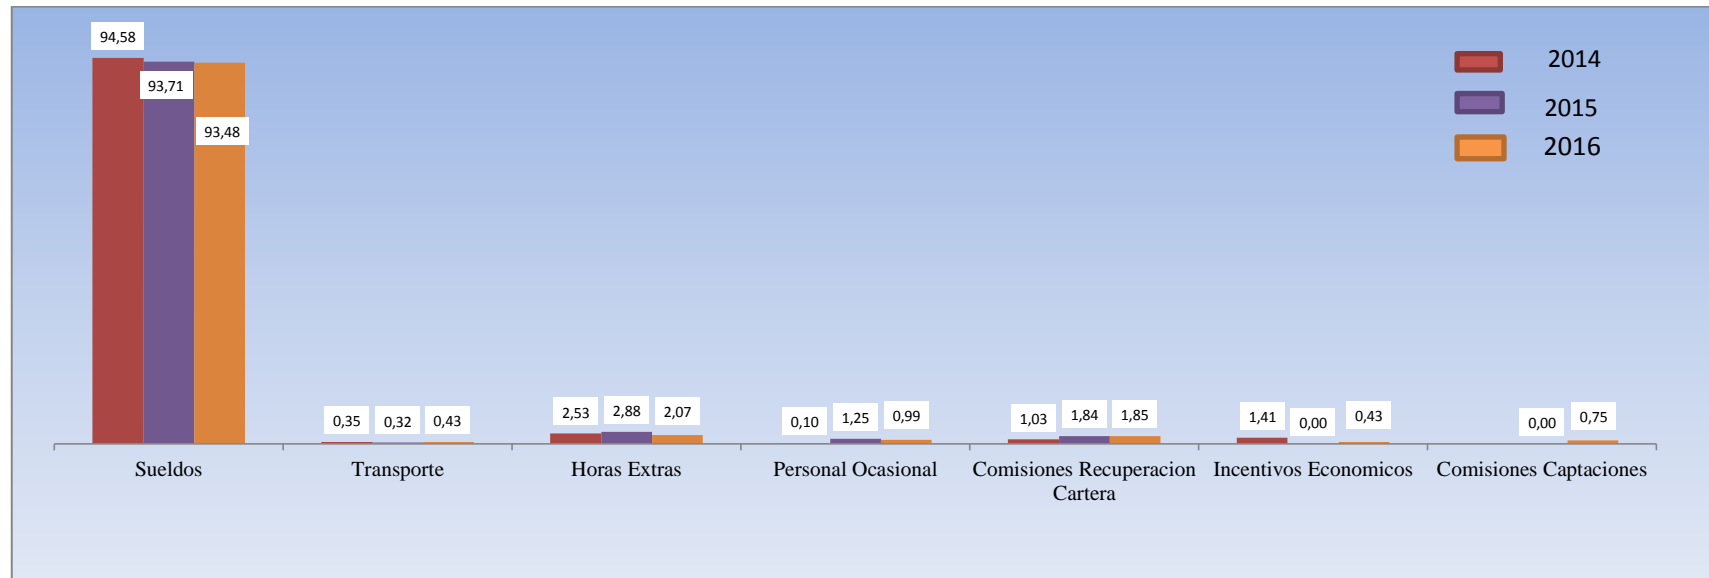 94,58
93,71
93,48
2014
2015
2016
0,35 0,32 0,43
2,53 2,88 2,07
0,10 1,25 0,99
1,03 1,84 1,85
1,41 0,00 0,43
0,00 0,75
Sueldos
Transporte
Horas Extras
Personal Ocasional
Comisiones Recuperacion
Cartera
Incentivos Economicos
Comisiones Captaciones